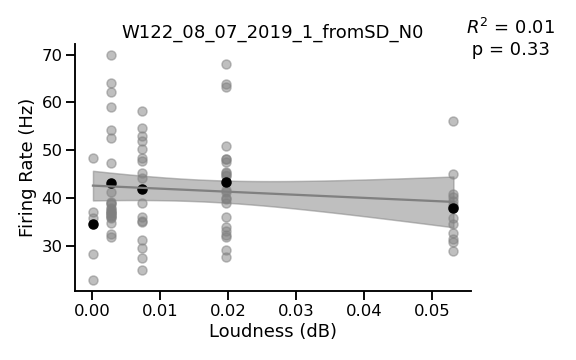 W122_08_07_2019_1_fromSD_N0
R² = 0.01
p = 0.33
Firing Rate (Hz)
70
60
50
40
30
0.00 0.01 0.02 0.03 0.04 0.05
Loudness (dB)